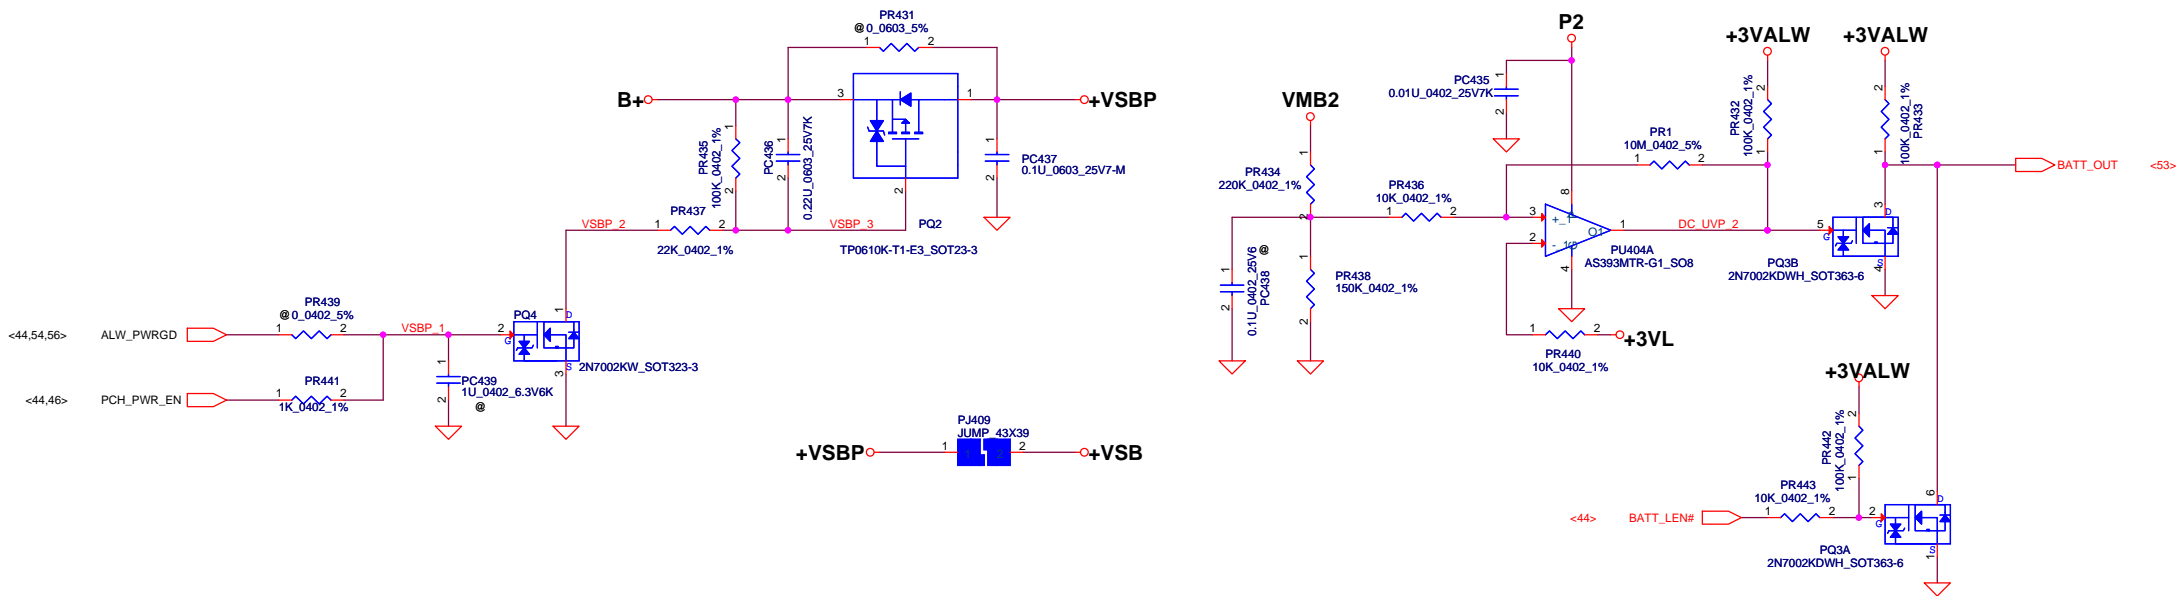 PR431
@ 0_0603_5%
1 2
B+
3 1
+VSBP
PR435
100K_0402_1%
1 2
PC436
0.22U_0603_25V7K
1 2
2
PQ2
TP0610K-T1-E3_SOT23-3
1
2
PC437
0.1U_0603_25V7-M
VSBP_2
PR437
1 2
22K_0402_1%
VSBP_3
<44,54,56> ALW_PWRGD
PR439
@ 0_0402_5%
1 2
VSBP_1
<44,46> PCH_PWR_EN
PR441
1 2
1K_0402_1%
1
2
PC439
1U_0402_6.3V6K
@
PQ4
1 D
2 G
3 S
2N7002KW_SOT323-3
+VSBP
PJ409
JUMP_43X39
1 1 2 2
+VSB
P2
PC435
0.01U_0402_25V7K
1
2
VMB2
PR434
220K_0402_1%
1
2
PR436
10K_0402_1%
1 2
PR1
10M_0402_5%
1 2
PC438
0.1U_0402_25V6
@
1
2
PR438
150K_0402_1%
1
2
8
3
2
1
4
O1
PU404A
AS393MTR-G1_SO8
PR440
10K_0402_1%
1 2
+3VL
DC_UVP_2
+3VALW
PR432
100K_0402_1%
1 2
+3VALW
PR433
100K_0402_1%
1 2
BATT_OUT <53>
3 D
5 G
4 S
PQ3B
2N7002KDWH_SOT363-6
+3VALW
PR442
100K_0402_1%
1 2
<44> BATT_LEN#
PR443
10K_0402_1%
1 2
6 D
2 G
1 S
PQ3A
2N7002KDWH_SOT363-6